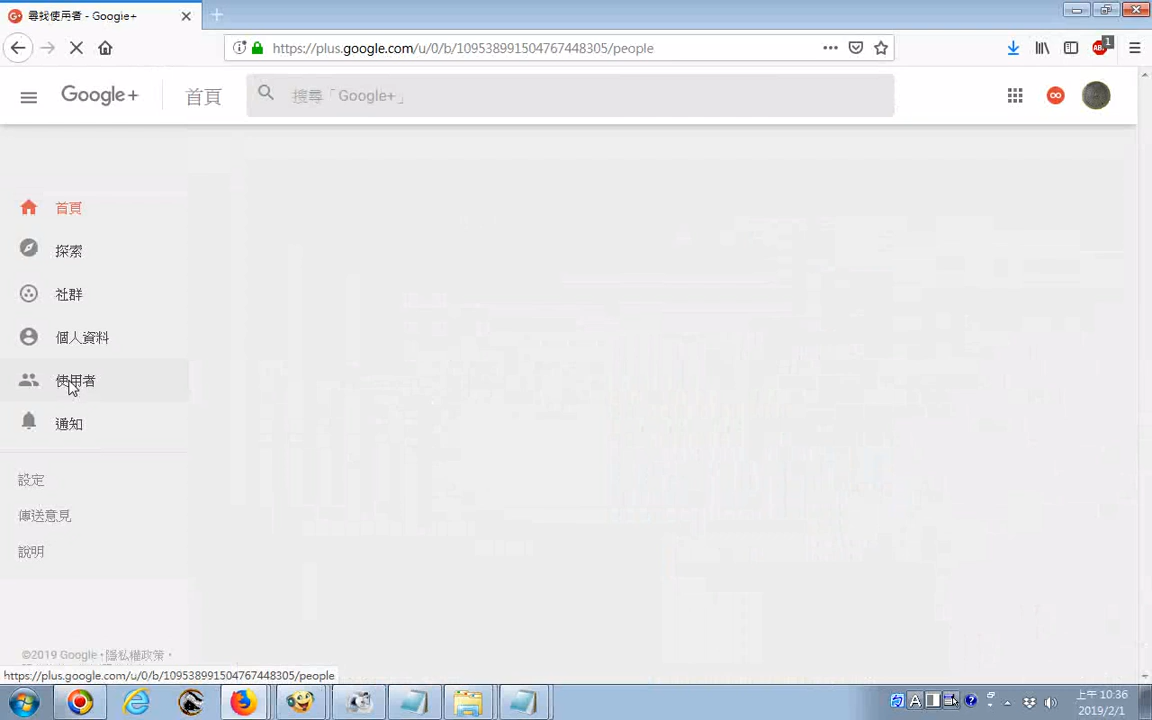 尋找使用者 - Google+
https://plus.google.com/u/0/b/109538991504767448305/people
1
Google+
首頁
搜尋「Google+」
首頁
探索
社群
個人資料
使用者
通知
設定
傳送意見
說明
©2019 Google • 隱私權政策 •
https://plus.google.com/u/0/b/109538991504767448305/people
上午 10:36
2019/2/1